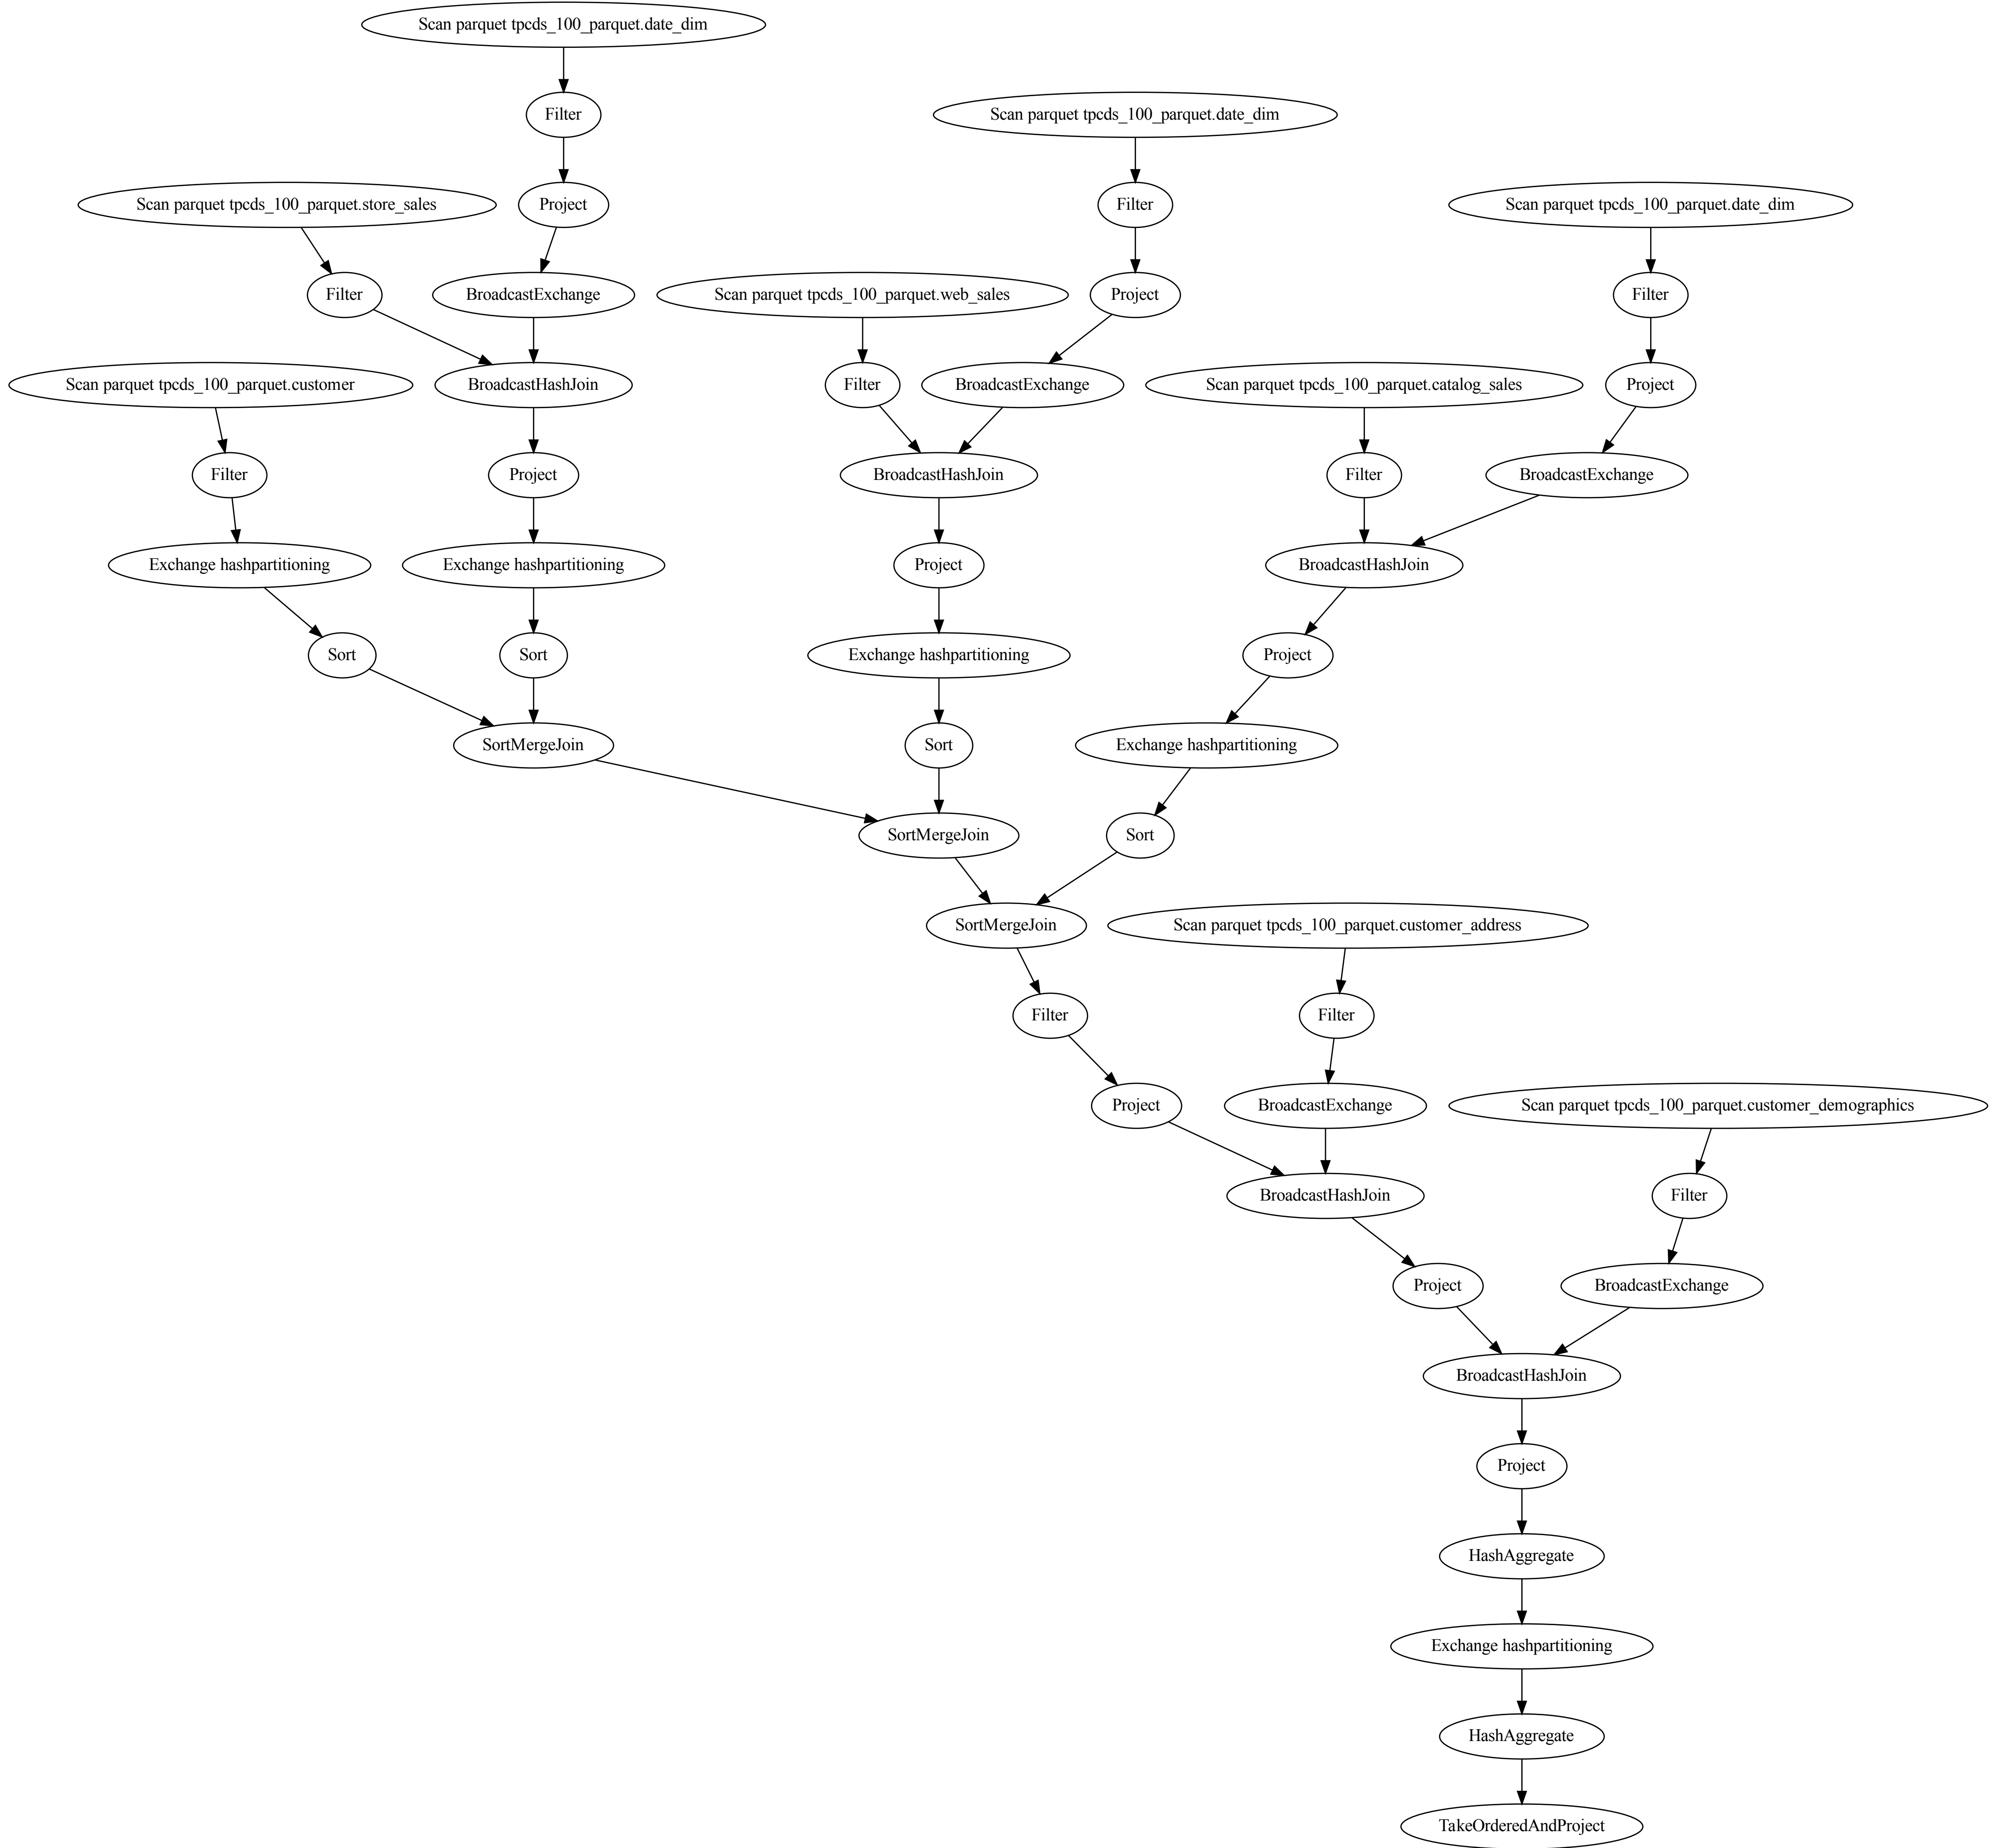 Scan parquet tpcds_100_parquet.date_dim
Filter
Scan parquet tpcds_100_parquet.date_dim
Scan parquet tpcds_100_parquet.store_sales
Project
Filter
Scan parquet tpcds_100_parquet.date_dim
Filter
BroadcastExchange
Scan parquet tpcds_100_parquet.web_sales
Project
Filter
Scan parquet tpcds_100_parquet.customer
BroadcastHashJoin
Filter
BroadcastExchange
Scan parquet tpcds_100_parquet.catalog_sales
Project
Filter
Project
BroadcastHashJoin
Filter
BroadcastExchange
Exchange hashpartitioning
Exchange hashpartitioning
Project
BroadcastHashJoin
Sort
Sort
Exchange hashpartitioning
Project
SortMergeJoin
Sort
Exchange hashpartitioning
SortMergeJoin
Sort
SortMergeJoin
Scan parquet tpcds_100_parquet.customer_address
Filter
Filter
Project
BroadcastExchange
Scan parquet tpcds_100_parquet.customer_demographics
BroadcastHashJoin
Filter
Project
BroadcastExchange
BroadcastHashJoin
Project
HashAggregate
Exchange hashpartitioning
HashAggregate
TakeOrderedAndProject